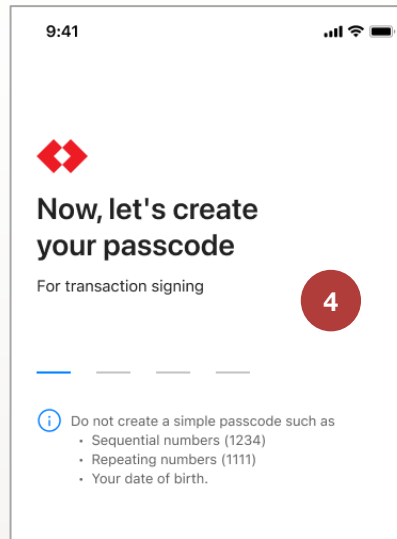 9:41
Now, let's create
your passcode
For transaction signing
4
Do not create a simple passcode such as
• Sequential numbers (1234)
• Repeating numbers (1111)
• Your date of birth.